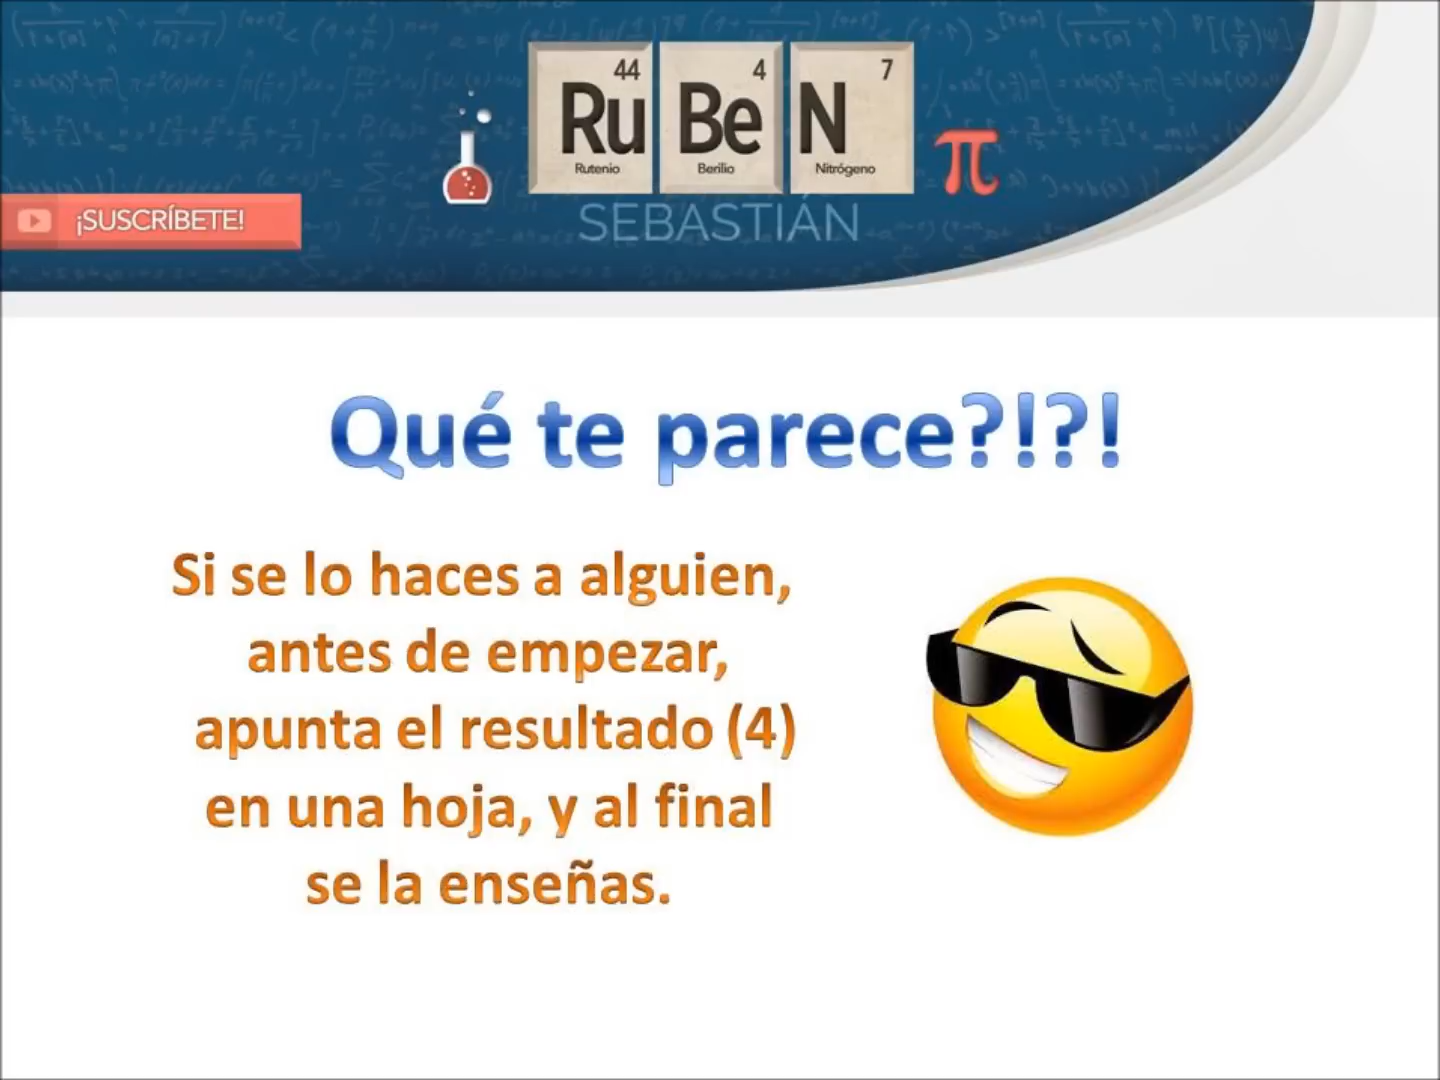 44
4
7
Ru
Be
N
Rutenio
Berilio
Nitrógeno
π
SEBASTIÁN
¡SUSCRÍBETE!
Qué te parece?!?!
Si se lo haces a alguien,
antes de empezar,
apunta el resultado (4)
en una hoja, y al final
se la enseñas.